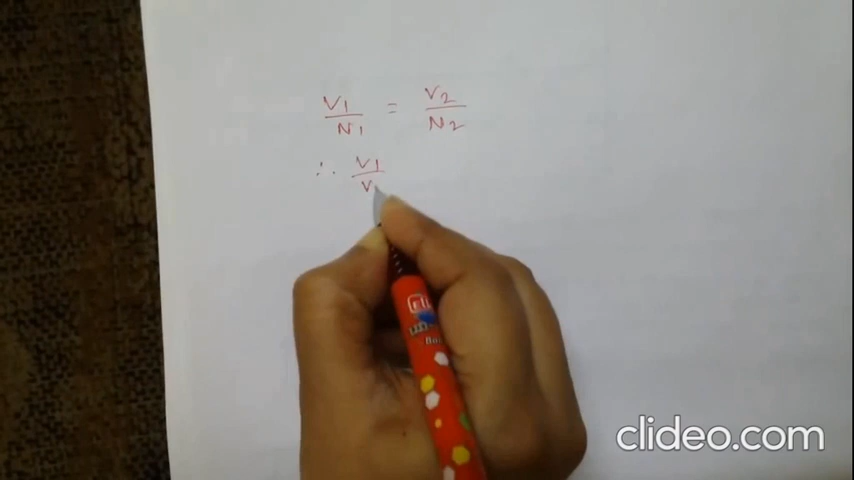 V1/N1 = V2/N2
∴ V1/V
clideo.com